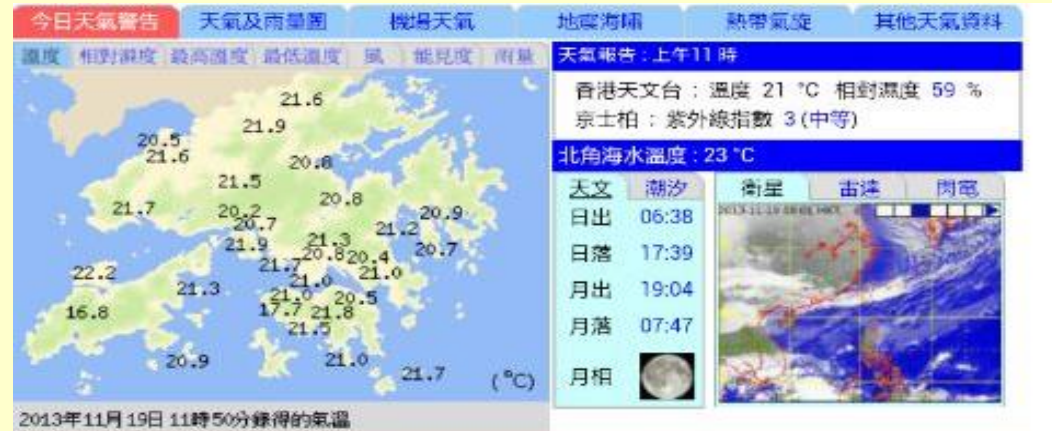 今日天氣警告 天氣及雨量圖 機場天氣 地震海嘯 熱帶氣旋 其他天氣資料
溫度 相對濕度 最高溫度 最低溫度 風 能見度 雨量
天氣報告 : 上午11 時
香港天文台 : 溫度 21 °C 相對濕度 59 %
京士柏 : 紫外線指數 3 (中等)
北角海水溫度 : 23 °C
天文 潮汐
衛星 雷達 閃電
日出 06:38
日落 17:39
月出 19:04
月落 07:47
月相
21.6
21.9
20.5
21.6
20.8
21.5
20.8
21.7
20.2
20.7
20.9
21.2
21.9
21.3
20.7
21.7
20.8
20.4
22.2
21.0
21.0
21.3
20.5
16.8
17.7
21.8
21.5
20.9
21.0
21.7
(°C)
2013年11月19日 11時50分錄得的氣溫